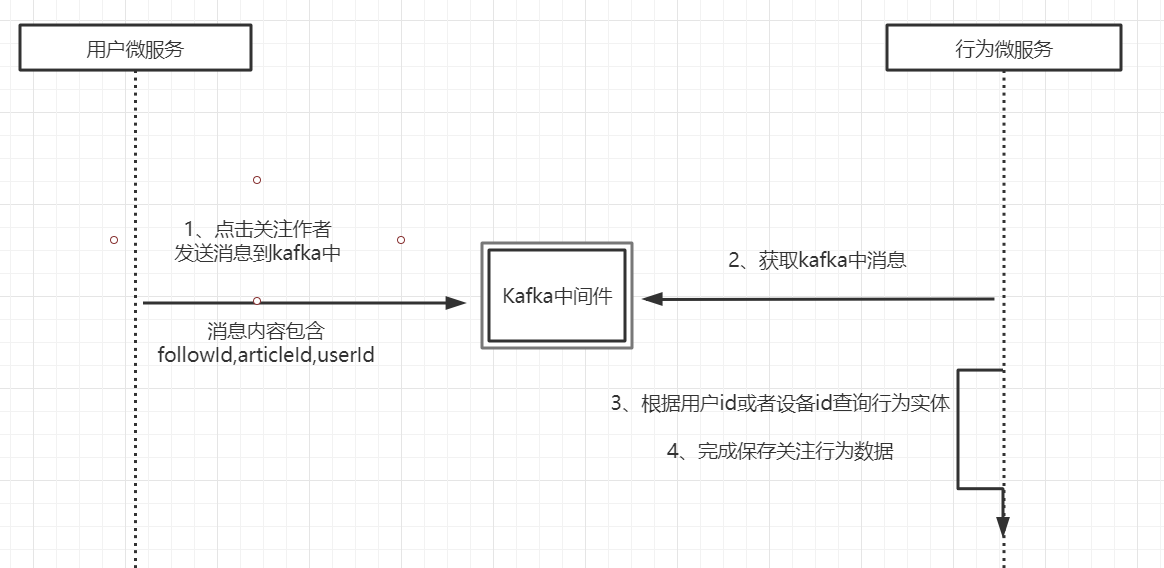 用户微服务
行为微服务
1、点击关注作者
发送消息到kafka中
消息内容包含
followId,articleId,userId
Kafka中间件
2、获取kafka中消息
3、根据用户id或者设备id查询行为实体
4、完成保存关注行为数据